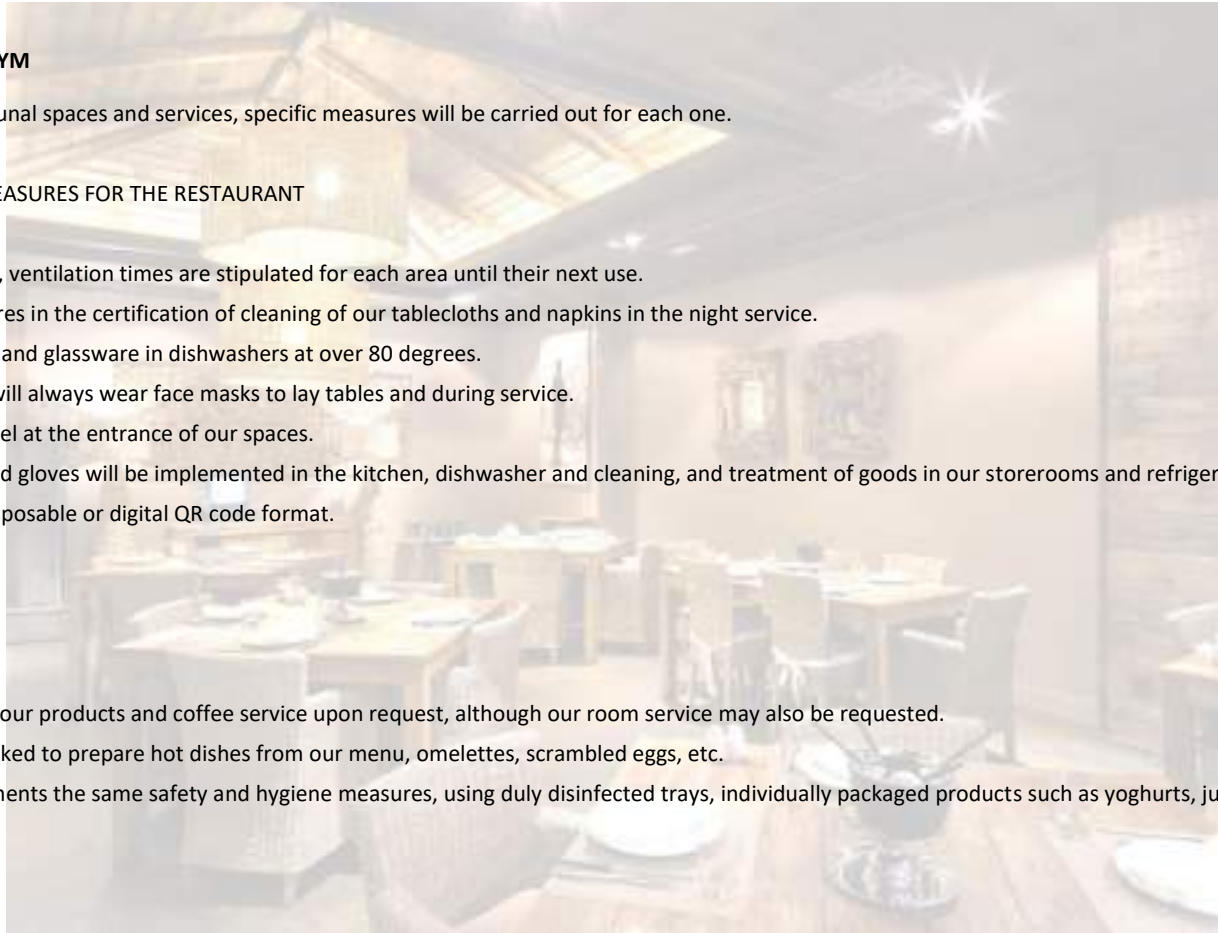 YM
unal spaces and services, specific measures will be carried out for each one.
EASURES FOR THE RESTAURANT
, ventilation times are stipulated for each area until their next use.
res in the certification of cleaning of our tablecloths and napkins in the night service.
and glassware in dishwashers at over 80 degrees.
will always wear face masks to lay tables and during service.
el at the entrance of our spaces.
d gloves will be implemented in the kitchen, dishwasher and cleaning, and treatment of goods in our storerooms and refriger
posable or digital QR code format.
our products and coffee service upon request, although our room service may also be requested.
ked to prepare hot dishes from our menu, omelettes, scrambled eggs, etc.
nents the same safety and hygiene measures, using duly disinfected trays, individually packaged products such as yoghurts, ju